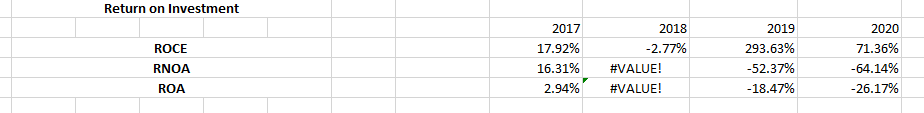 Return on Investment
2017 2018 2019 2020
ROCE 17.92% -2.77% 293.63% 71.36%
RNOA 16.31% #VALUE! -52.37% -64.14%
ROA 2.94% #VALUE! -18.47% -26.17%